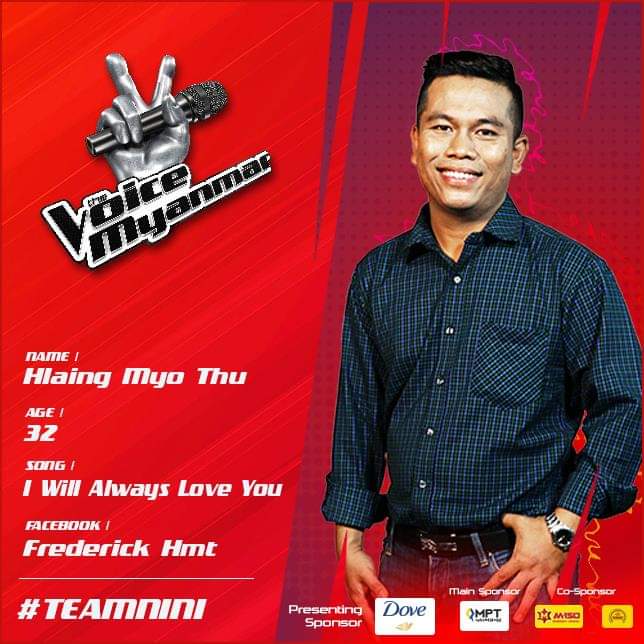 the
Voice
Myanmar
NAME /
Hlaing Myo Thu
AGE /
32
SONG /
I Will Always Love You
FACEBOOK /
Frederick Hmt
#TEAMNINI
Presenting
Sponsor
Dove
Main Sponsor
MPT
Co-Sponsor
M-150